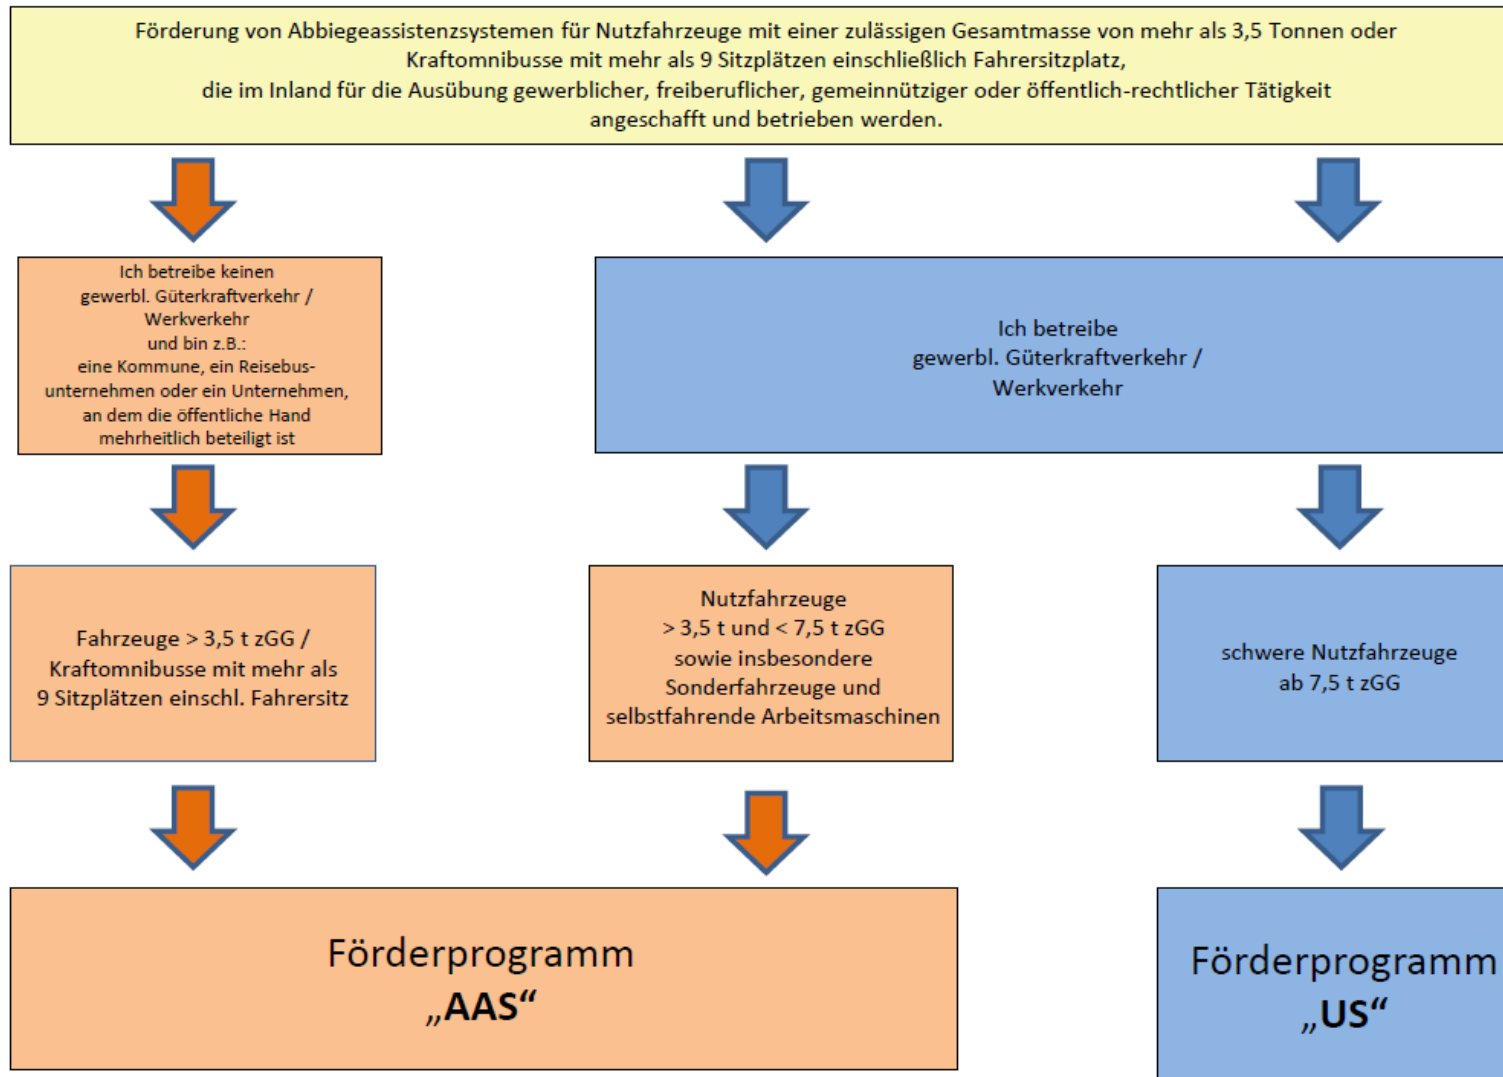 Förderung von Abbiegeassistenzsystemen für Nutzfahrzeuge mit einer zulässigen Gesamtmasse von mehr als 3,5 Tonnen oder
Kraftomnibusse mit mehr als 9 Sitzplätzen einschließlich Fahrersitzplatz,
die im Inland für die Ausübung gewerblicher, freiberuflicher, gemeinnütziger oder öffentlich-rechtlicher Tätigkeit
angeschafft und betrieben werden.
Ich betreibe keinen
gewerbl. Güterkraftverkehr /
Werkverkehr
und bin z.B.:
eine Kommune, ein Reisebus-
unternehmen oder ein Unternehmen,
an dem die öffentliche Hand
mehrheitlich beteiligt ist
Ich betreibe
gewerbl. Güterkraftverkehr /
Werkverkehr
Fahrzeuge > 3,5 t zGG /
Kraftomnibusse mit mehr als
9 Sitzplätzen einschl. Fahrersitz
Nutzfahrzeuge
> 3,5 t und < 7,5 t zGG
sowie insbesondere
Sonderfahrzeuge und
selbstfahrende Arbeitsmaschinen
schwere Nutzfahrzeuge
ab 7,5 t zGG
Förderprogramm
„AAS“
Förderprogramm
„US“